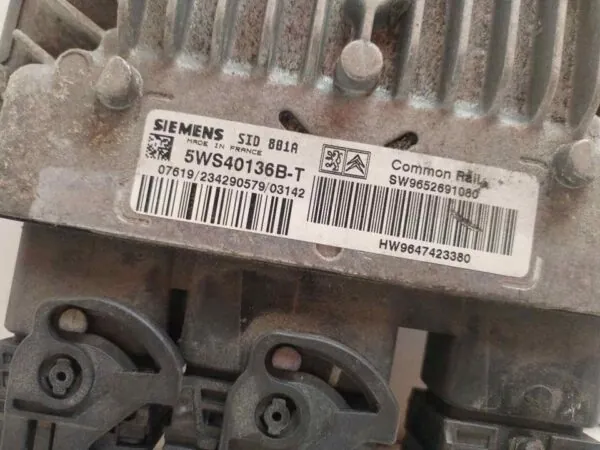 SIEMENS SID 801A
MADE IN FRANCE
5WS40136B-T
07619/234290579/03142
Common Rail
SW9652691080
HW9647423380